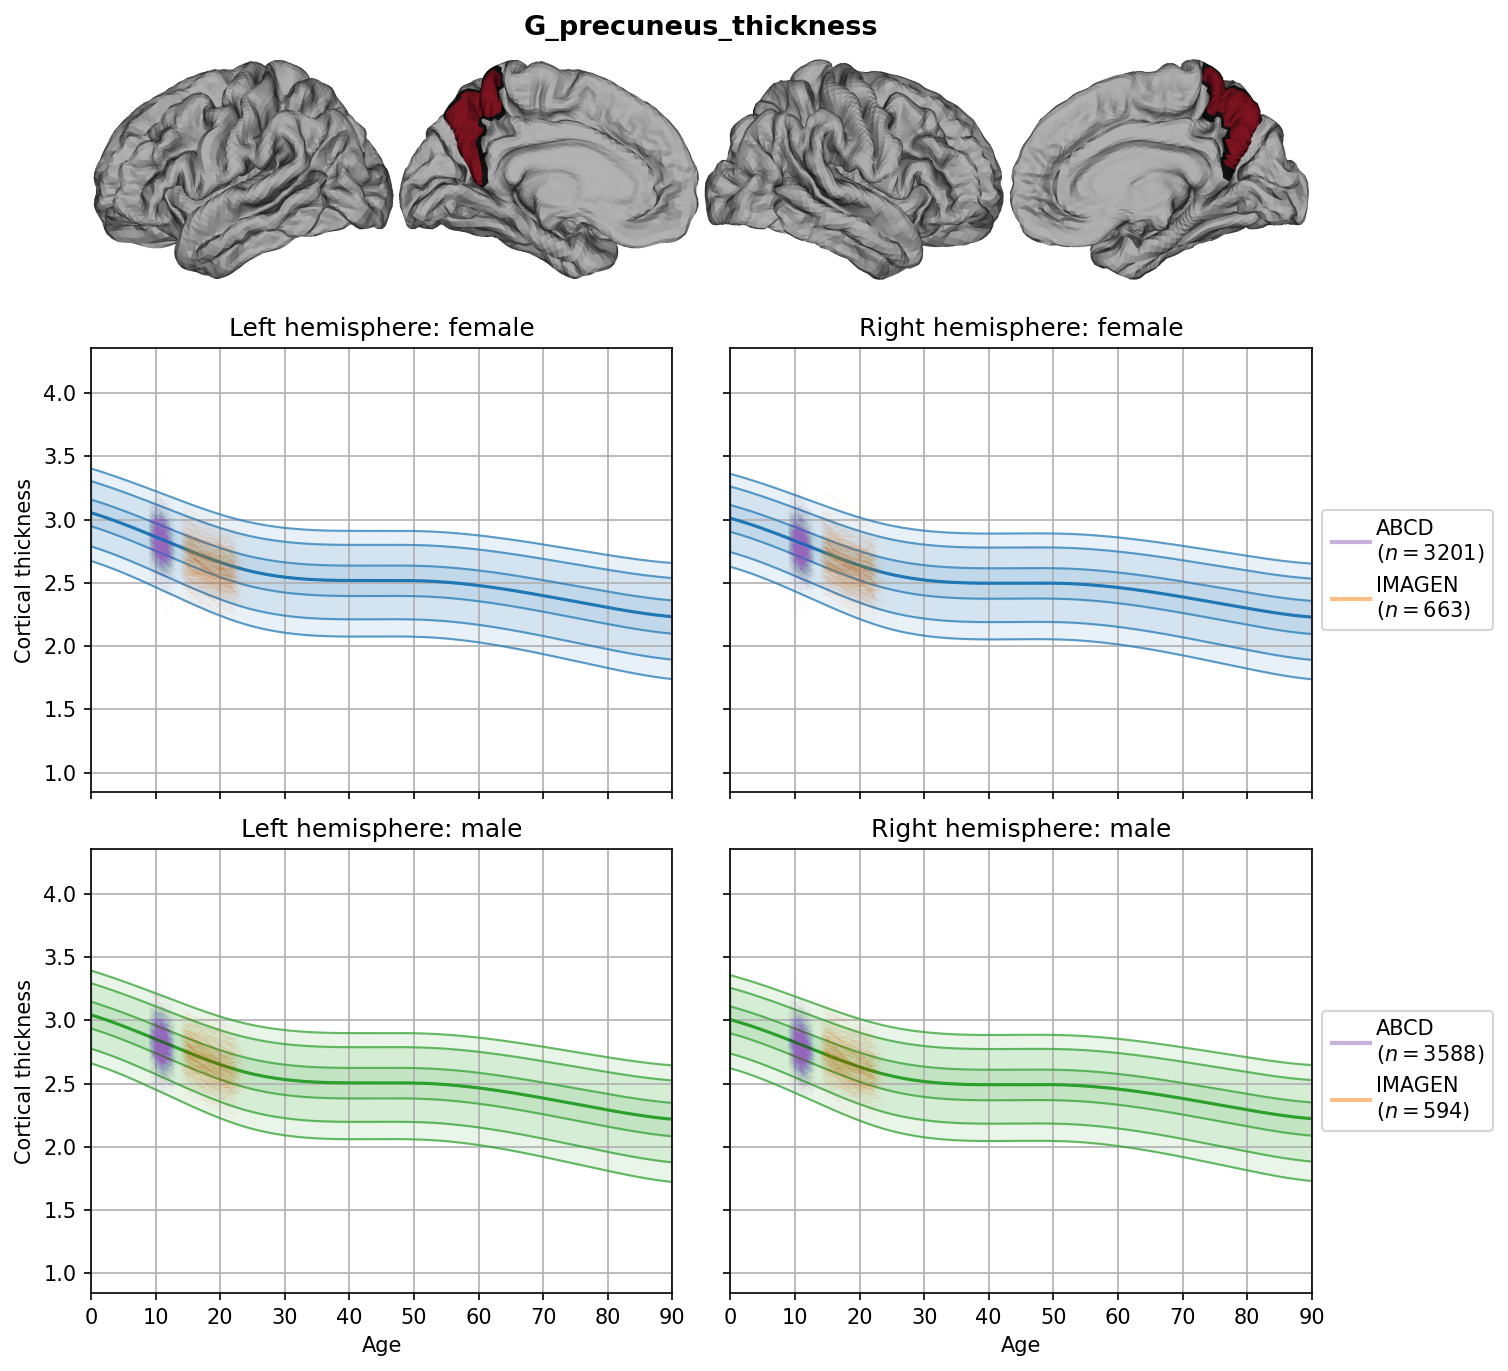 G_precuneus_thickness
Left hemisphere: female
Right hemisphere: female
4.0
3.5
3.0
2.5
2.0
1.5
1.0
Cortical thickness
ABCD
(n = 3201)
IMAGEN
(n = 663)
Left hemisphere: male
Right hemisphere: male
4.0
3.5
3.0
2.5
2.0
1.5
1.0
Cortical thickness
ABCD
(n = 3588)
IMAGEN
(n = 594)
0 10 20 30 40 50 60 70 80 90
0 10 20 30 40 50 60 70 80 90
Age
Age